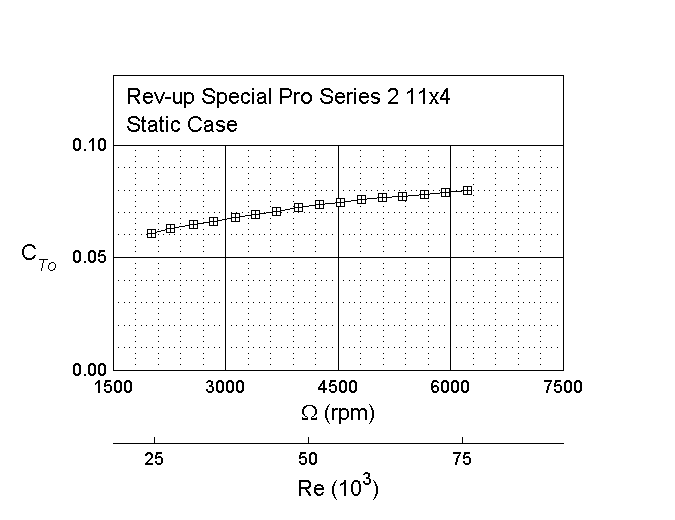 Rev-up Special Pro Series 2 11x4
Static Case
0.10
C_To 0.05
0.00
1500 3000 4500 6000 7500
Ω (rpm)
25 50 75
Re (10³)